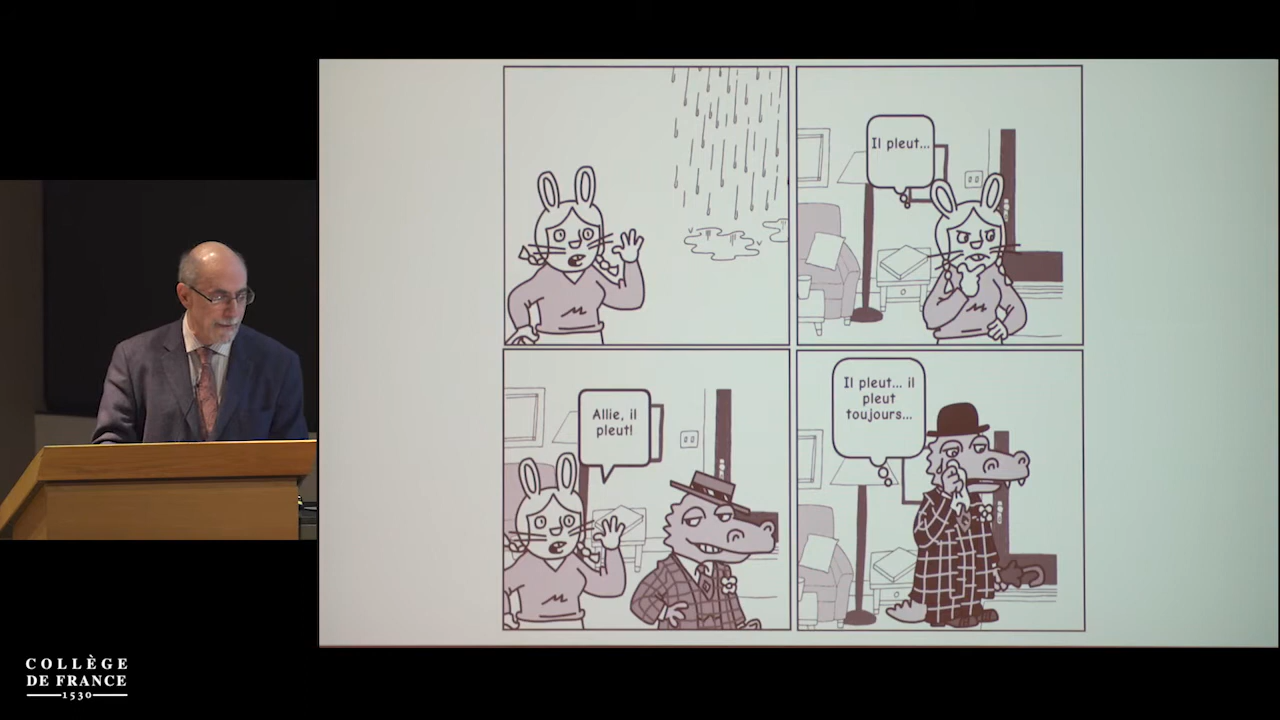 Il pleut...
Allie, il
pleut!
Il pleut... il
pleut
toujours...
COLLÈGE
DE FRANCE
1530